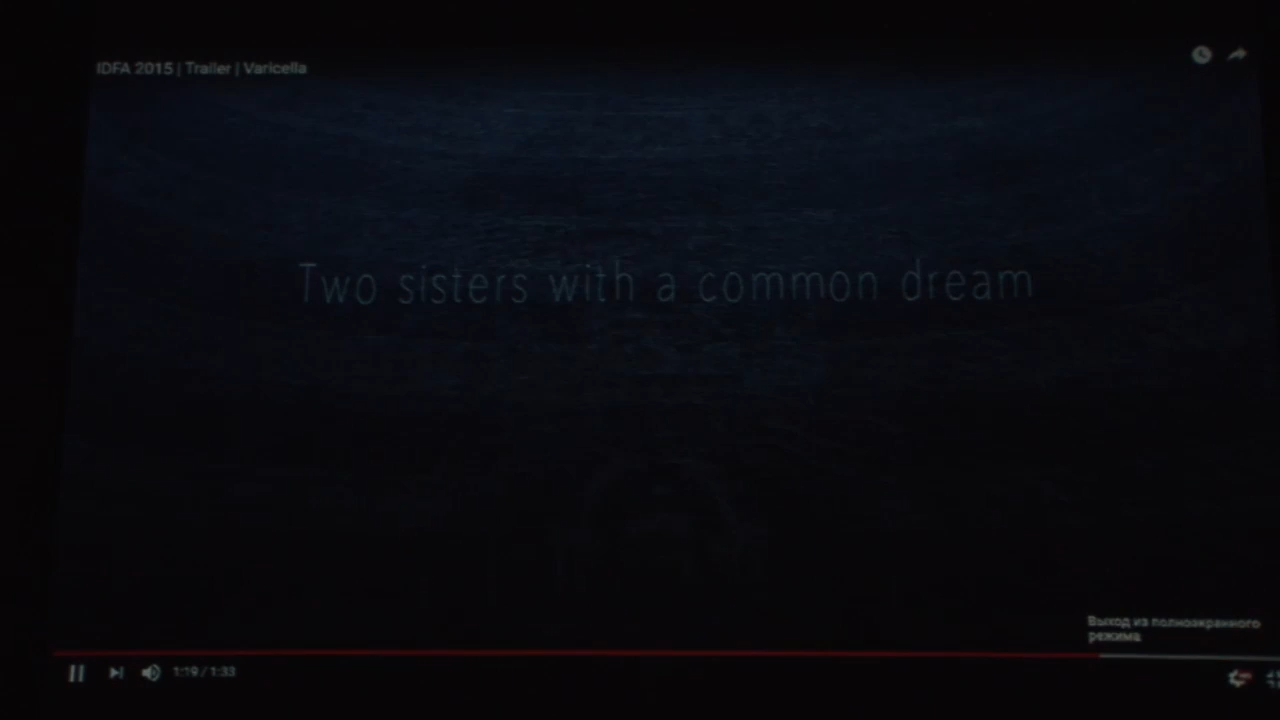 IDFA 2015 | Trailer | Varicella
Two sisters with a common dream
Выход из полноэкранного
режима
1:19 / 1:33